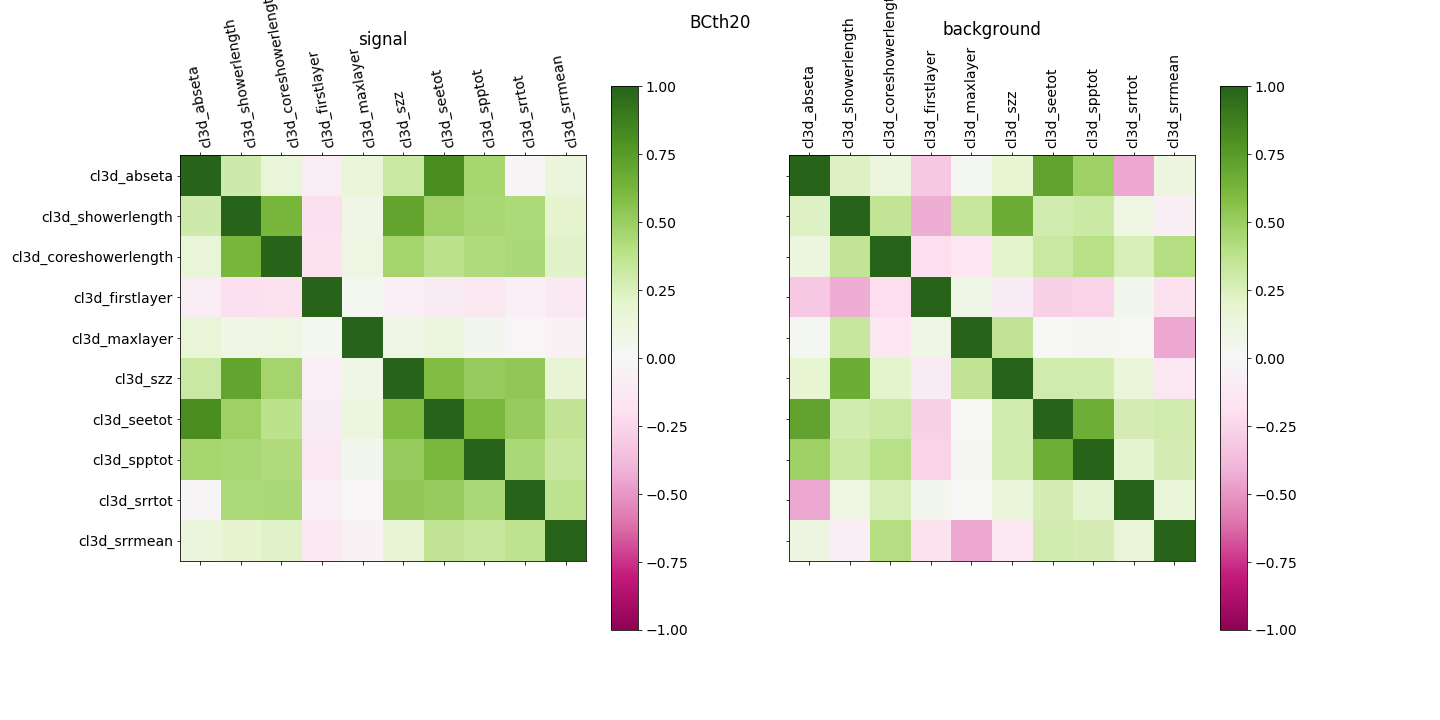 BCth20
signal
cl3d_abseta
cl3d_showerlength
cl3d_coreshowerlength
cl3d_firstlayer
cl3d_maxlayer
cl3d_szz
cl3d_seetot
cl3d_spptot
cl3d_srrtot
cl3d_srrmean
cl3d_abseta
cl3d_showerlength
cl3d_coreshowerlength
cl3d_firstlayer
cl3d_maxlayer
cl3d_szz
cl3d_seetot
cl3d_spptot
cl3d_srrtot
cl3d_srrmean
1.00
0.75
0.50
0.25
0.00
−0.25
−0.50
−0.75
−1.00
background
cl3d_abseta
cl3d_showerlength
cl3d_coreshowerlength
cl3d_firstlayer
cl3d_maxlayer
cl3d_szz
cl3d_seetot
cl3d_spptot
cl3d_srrtot
cl3d_srrmean
1.00
0.75
0.50
0.25
0.00
−0.25
−0.50
−0.75
−1.00